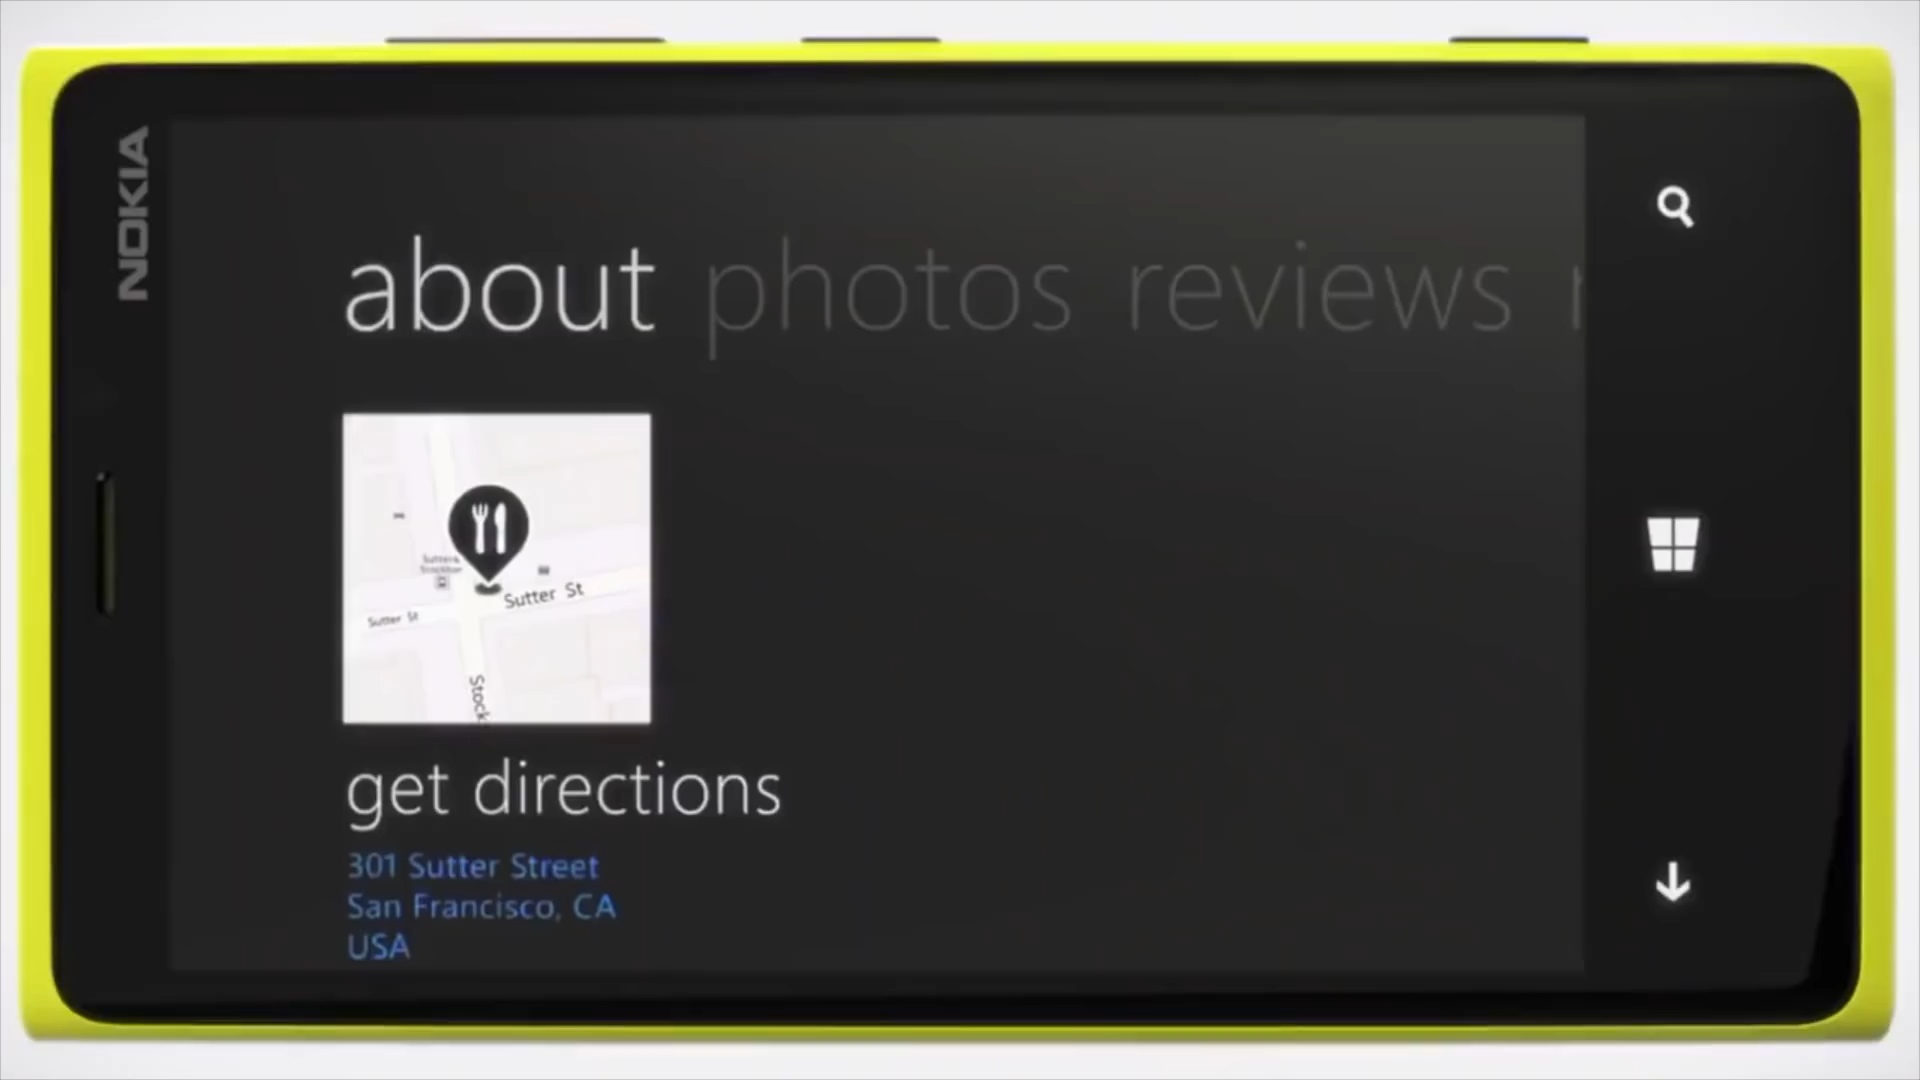 NOKIA
about photos reviews
Sutter St
Sutter St
Stock
get directions
301 Sutter Street
San Francisco, CA
USA